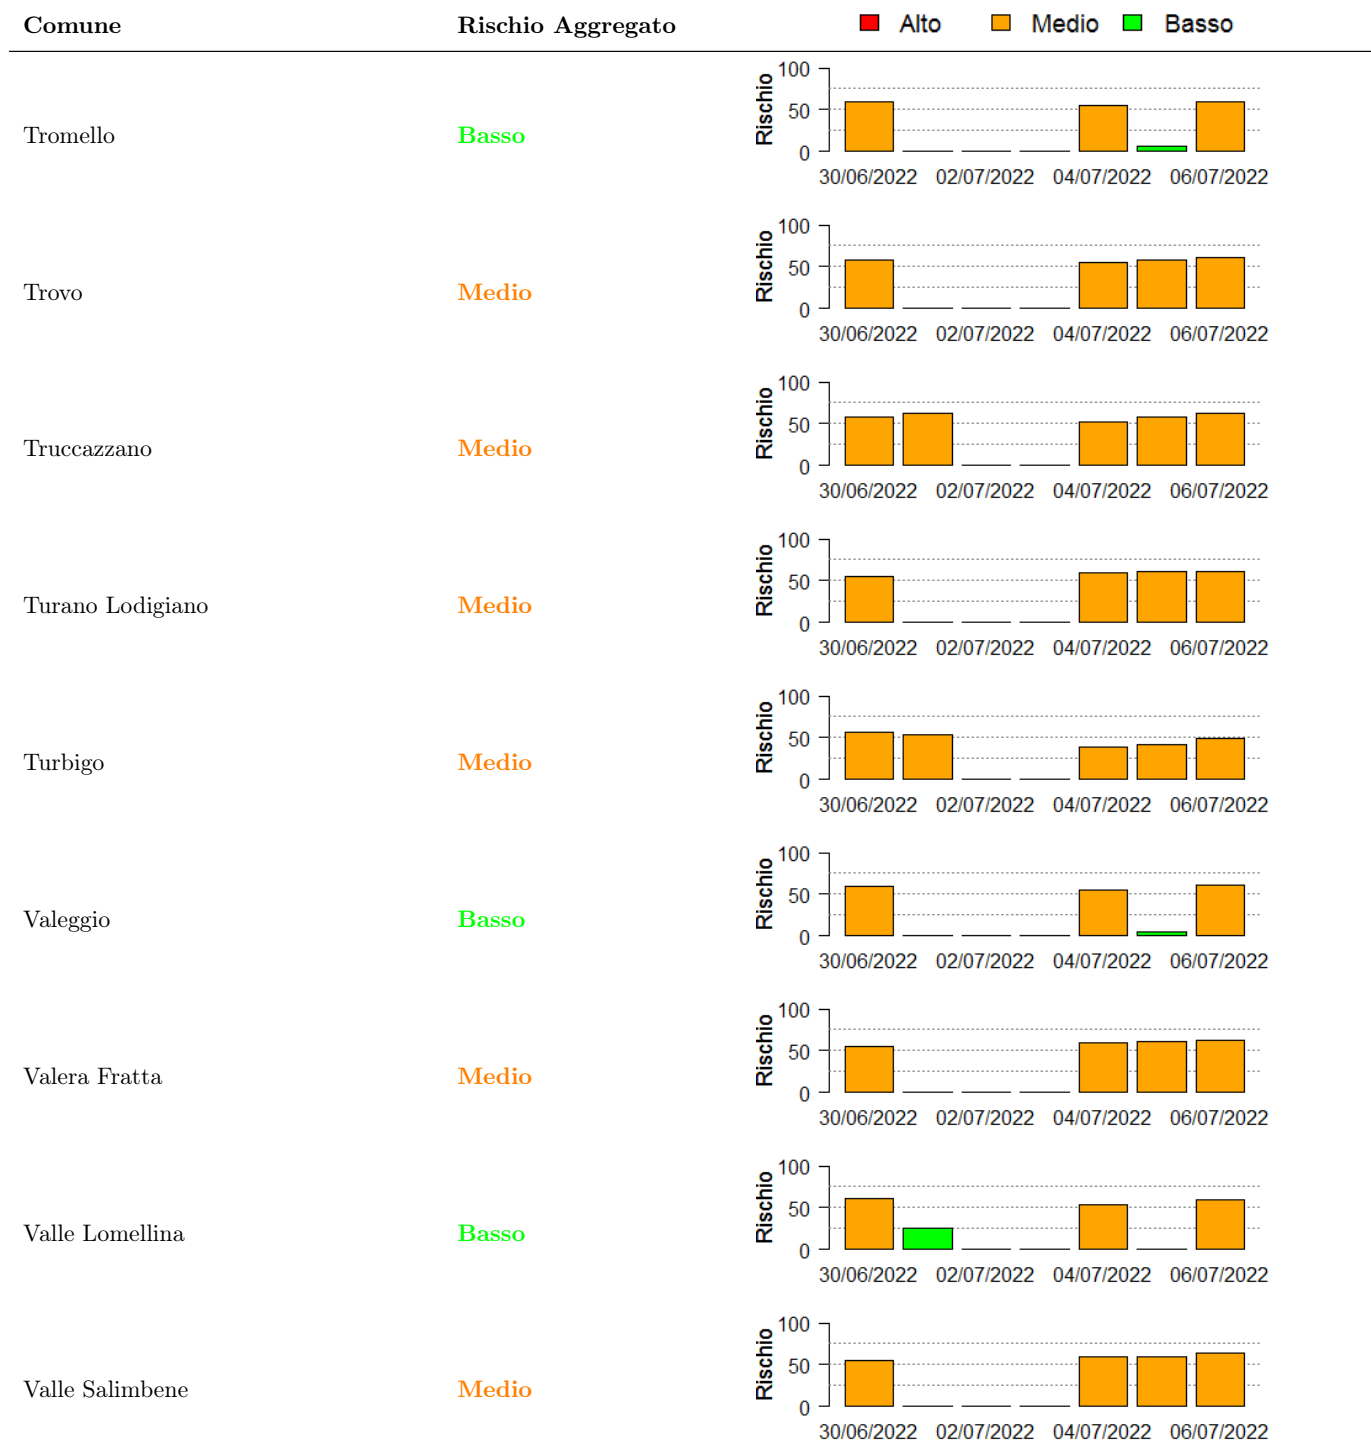 Comune Rischio Aggregato Alto Medio Basso
Tromello Basso Rischio 100 50 0
30/06/2022 02/07/2022 04/07/2022 06/07/2022
Trovo Medio Rischio 100 50 0
30/06/2022 02/07/2022 04/07/2022 06/07/2022
Truccazzano Medio Rischio 100 50 0
30/06/2022 02/07/2022 04/07/2022 06/07/2022
Turano Lodigiano Medio Rischio 100 50 0
30/06/2022 02/07/2022 04/07/2022 06/07/2022
Turbigo Medio Rischio 100 50 0
30/06/2022 02/07/2022 04/07/2022 06/07/2022
Valeggio Basso Rischio 100 50 0
30/06/2022 02/07/2022 04/07/2022 06/07/2022
Valera Fratta Medio Rischio 100 50 0
30/06/2022 02/07/2022 04/07/2022 06/07/2022
Valle Lomellina Basso Rischio 100 50 0
30/06/2022 02/07/2022 04/07/2022 06/07/2022
Valle Salimbene Medio Rischio 100 50 0
30/06/2022 02/07/2022 04/07/2022 06/07/2022